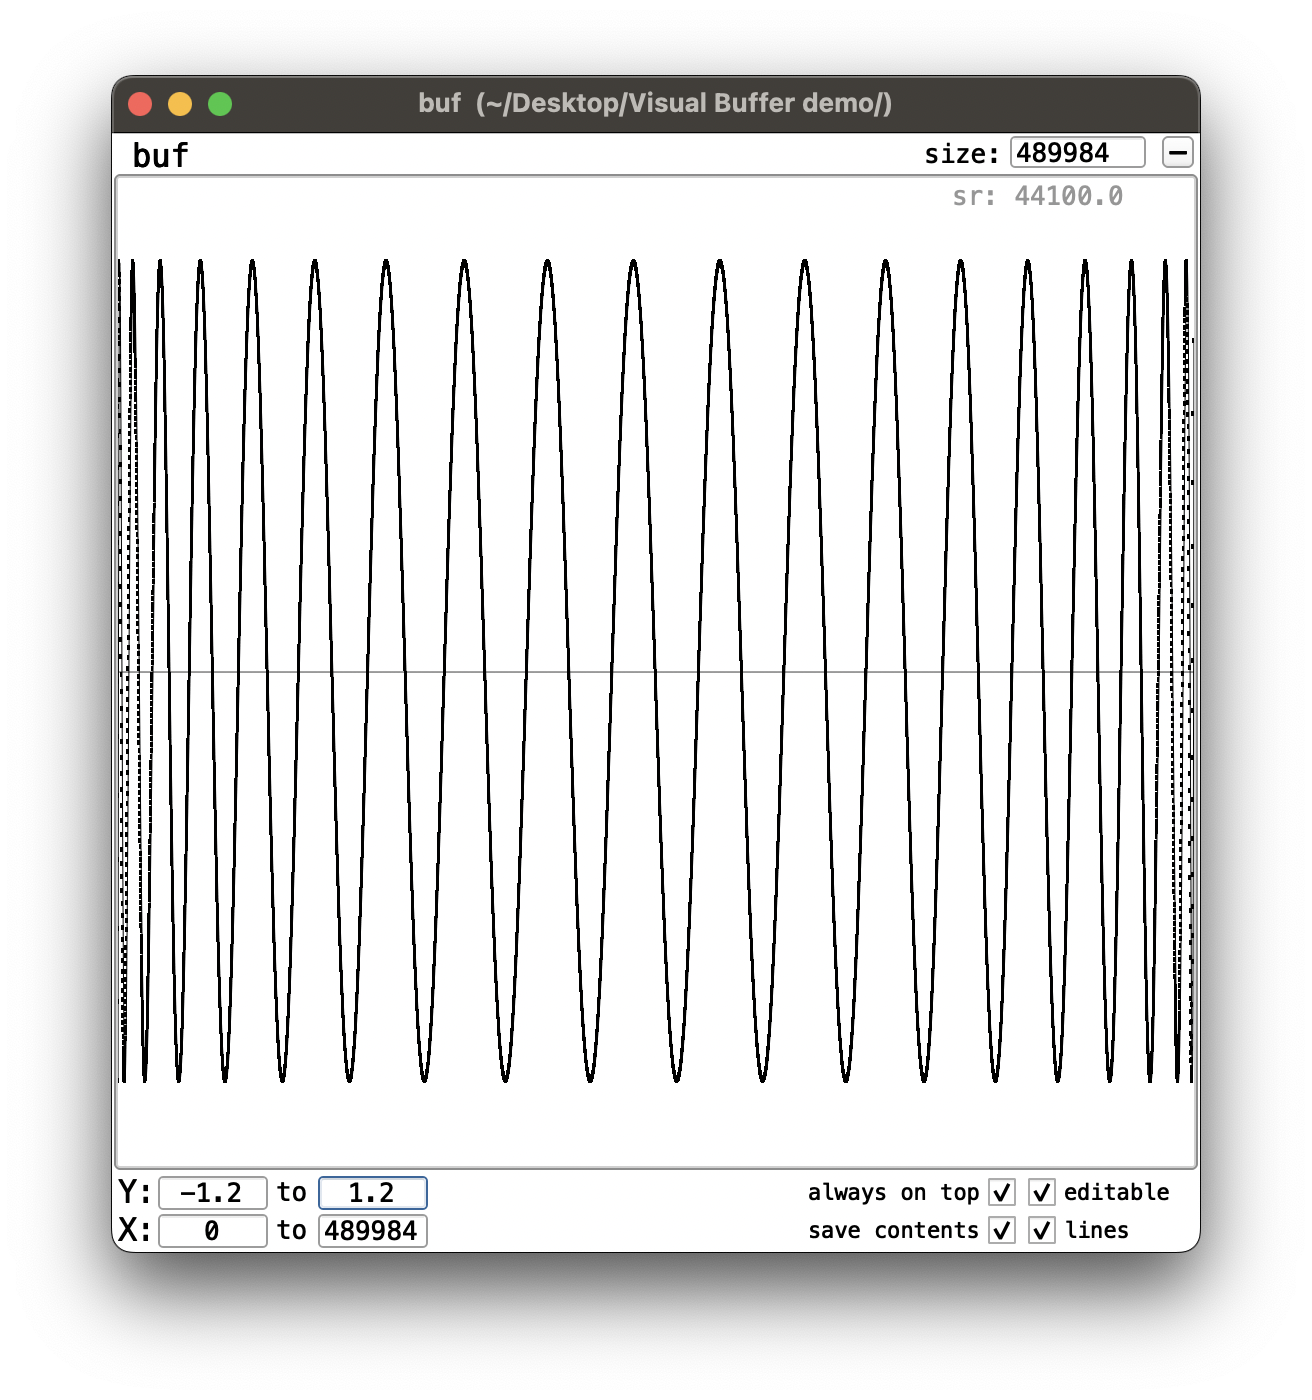 buf (~/Desktop/Visual Buffer demo/)
buf size: 489984 −
sr: 44100.0
Y: −1.2 to 1.2 always on top ✓ ✓ editable
X: 0 to 489984 save contents ✓ ✓ lines